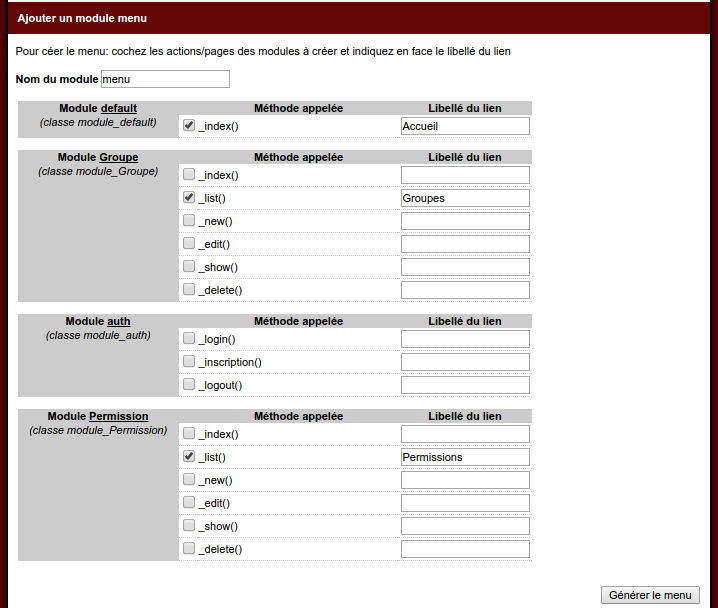 Ajouter un module menu
Pour céer le menu: cochez les actions/pages des modules à créer et indiquez en face le libellé du lien
Nom du module menu
Module default Méthode appelée Libellé du lien
(classe module_default) _index() Accueil
Module Groupe Méthode appelée Libellé du lien
(classe module_Groupe) _index()
_list() Groupes
_new()
_edit()
_show()
_delete()
Module auth Méthode appelée Libellé du lien
(classe module_auth) _login()
_inscription()
_logout()
Module Permission Méthode appelée Libellé du lien
(classe module_Permission) _index()
_list() Permissions
_new()
_edit()
_show()
_delete()
Générer le menu